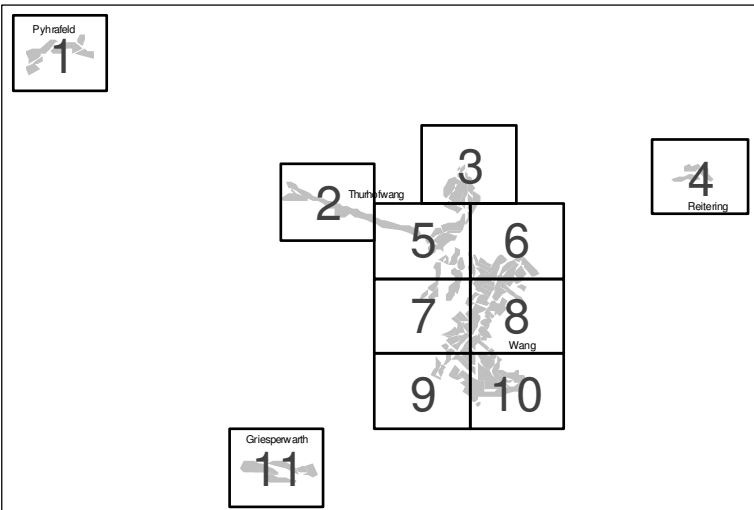 Pyhrafeld
1
3
4
Reitering
2
Thurhofwang
5
6
7
8
Wang
9
10
Griesperwarth
11